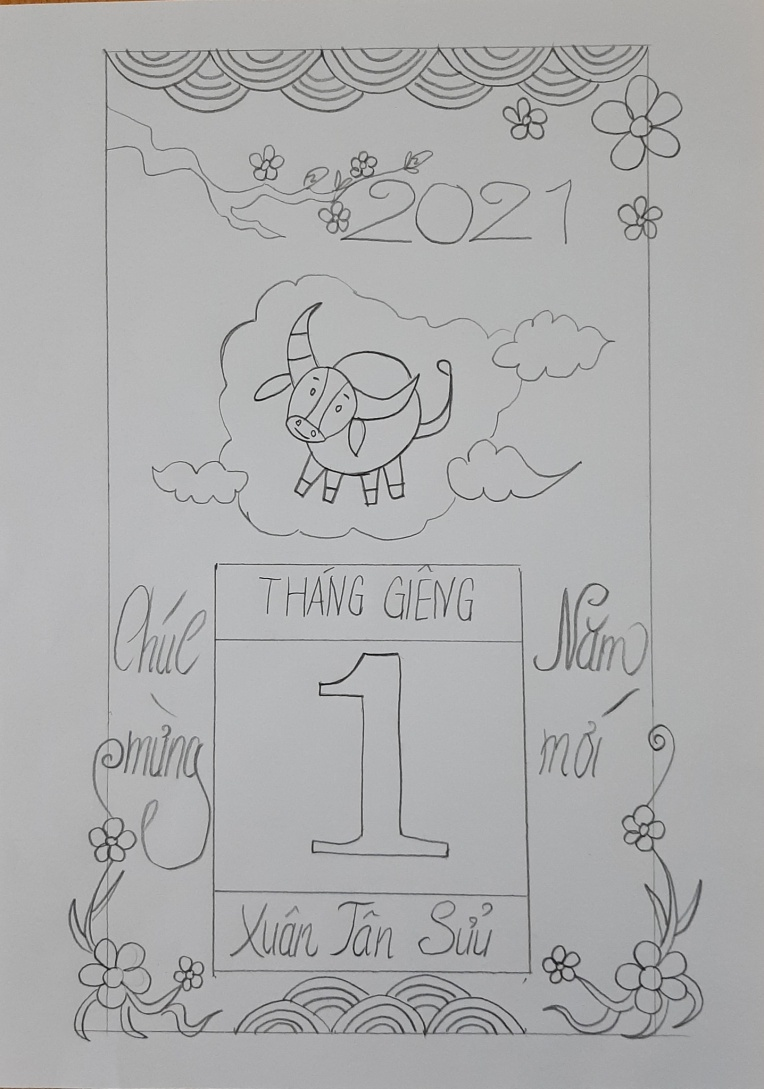 2021
THÁNG GIÊNG
Chúc
Năm
mừng
mới
1
Xuân Tân Sửu